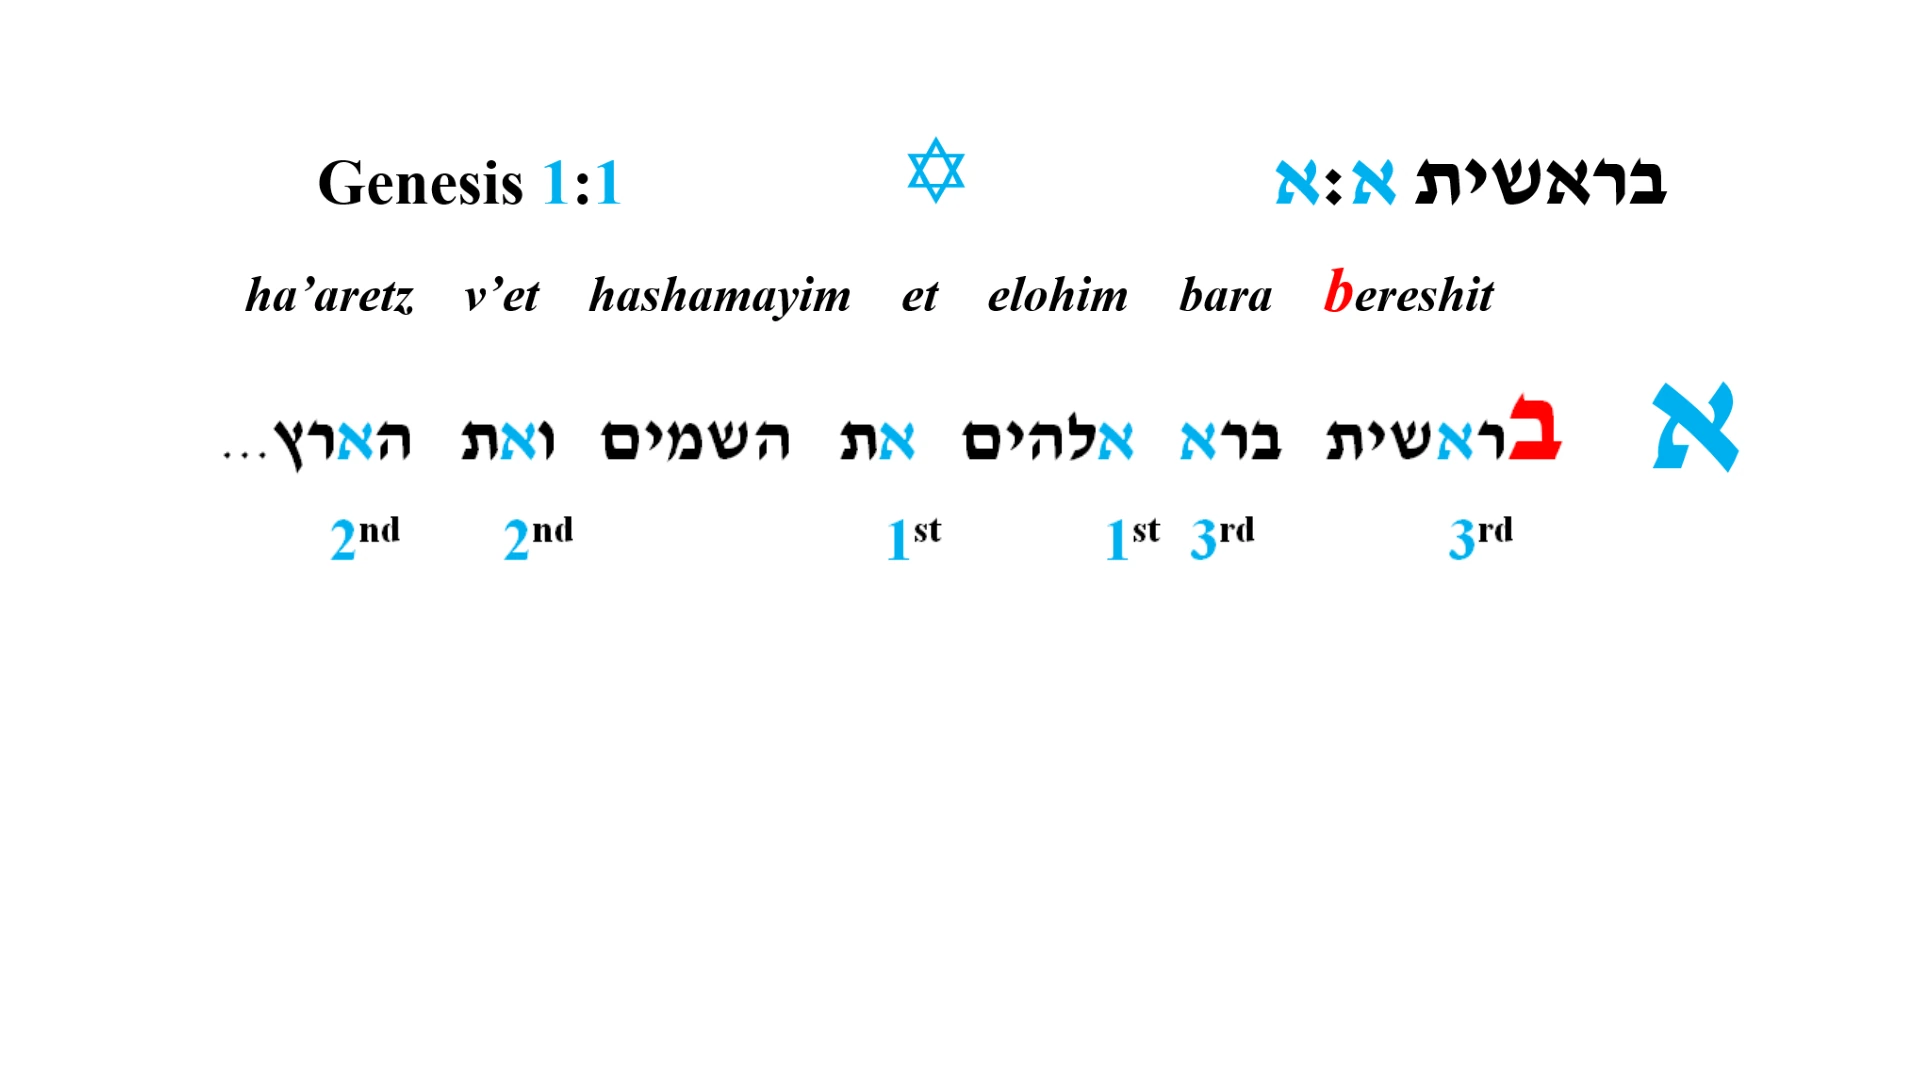 Genesis 1:1 ✡ בראשית א:א
ha’aretz v’et hashamayim et elohim bara bereshit
א בראשית ברא אלהים את השמים ואת הארץ...
2nd 2nd 1st 1st 3rd 3rd